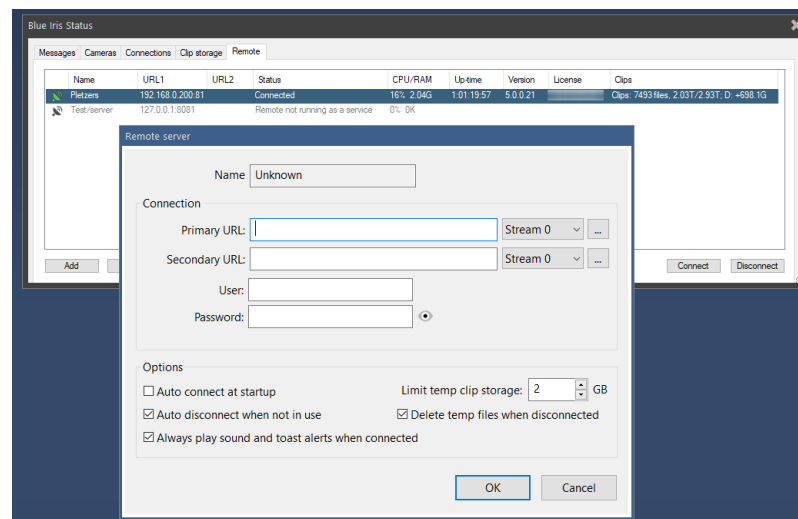 Blue Iris Status
Messages Cameras Connections Clip storage Remote
Name URL1 URL2 Status CPU/RAM Up-time Version License Clips
Pletzers 192.168.0.200:81 Connected 16% 2.04G 1:01:19:57 5.0.0.21 Clips: 7493 files, 2.03T/2.93T; D: +698.1G
Test/server 127.0.0.1:8081 Remote not running as a service 0% 0K
Remote server
Name Unknown
Connection
Primary URL: Stream 0 ...
Secondary URL: Stream 0 ...
Add Connect Disconnect
User:
Password:
Options
Auto connect at startup Limit temp clip storage: 2 GB
Auto disconnect when not in use Delete temp files when disconnected
Always play sound and toast alerts when connected
OK Cancel